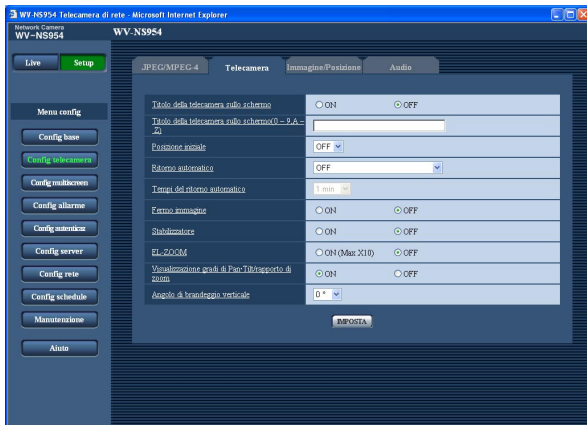 WV-NS954 Telecamera di rete - Microsoft Internet Explorer
Network Camera
WV-NS954
WV-NS954
Live Setup
JPEG/MPEG-4 Telecamera Immagine/Posizione Audio
Menu config
Config base
Config telecamera
Config multiscreen
Config allarme
Config autenticaz
Config server
Config rete
Config schedule
Manutenzione
Aiuto
Titolo della telecamera sullo schermo ON OFF
Titolo della telecamera sullo schermo(0 – 9,A –
Z)
Posizione iniziale OFF
Ritorno automatico OFF
Tempi del ritorno automatico 1 min
Fermo immagine ON OFF
Stabilizzatore ON OFF
EL-ZOOM ON (Max X10) OFF
Visualizzazione gradi di Pan·Tilt/rapporto di
zoom ON OFF
Angolo di brandeggio verticale 0 °
IMPOSTA